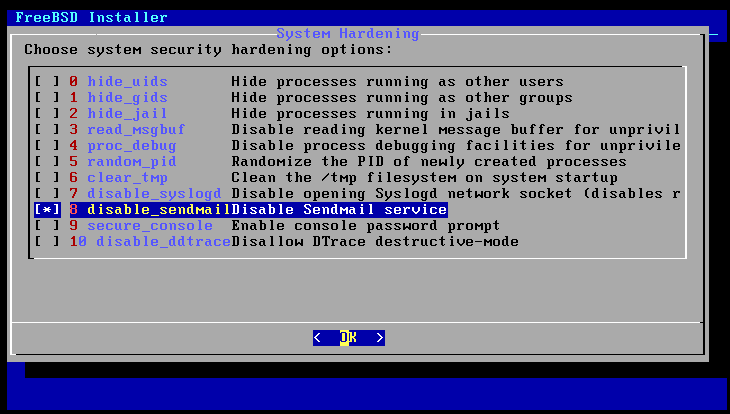 FreeBSD Installer
System Hardening
Choose system security hardening options:
[ ] 0 hide_uids Hide processes running as other users
[ ] 1 hide_gids Hide processes running as other groups
[ ] 2 hide_jail Hide processes running in jails
[ ] 3 read_msgbuf Disable reading kernel message buffer for unprivil
[ ] 4 proc_debug Disable process debugging facilities for unprivile
[ ] 5 random_pid Randomize the PID of newly created processes
[ ] 6 clear_tmp Clean the /tmp filesystem on system startup
[ ] 7 disable_syslogd Disable opening Syslogd network socket (disables r
[*] 8 disable_sendmail Disable Sendmail service
[ ] 9 secure_console Enable console password prompt
[ ] 10 disable_ddtrace Disallow DTrace destructive-mode
< OK >